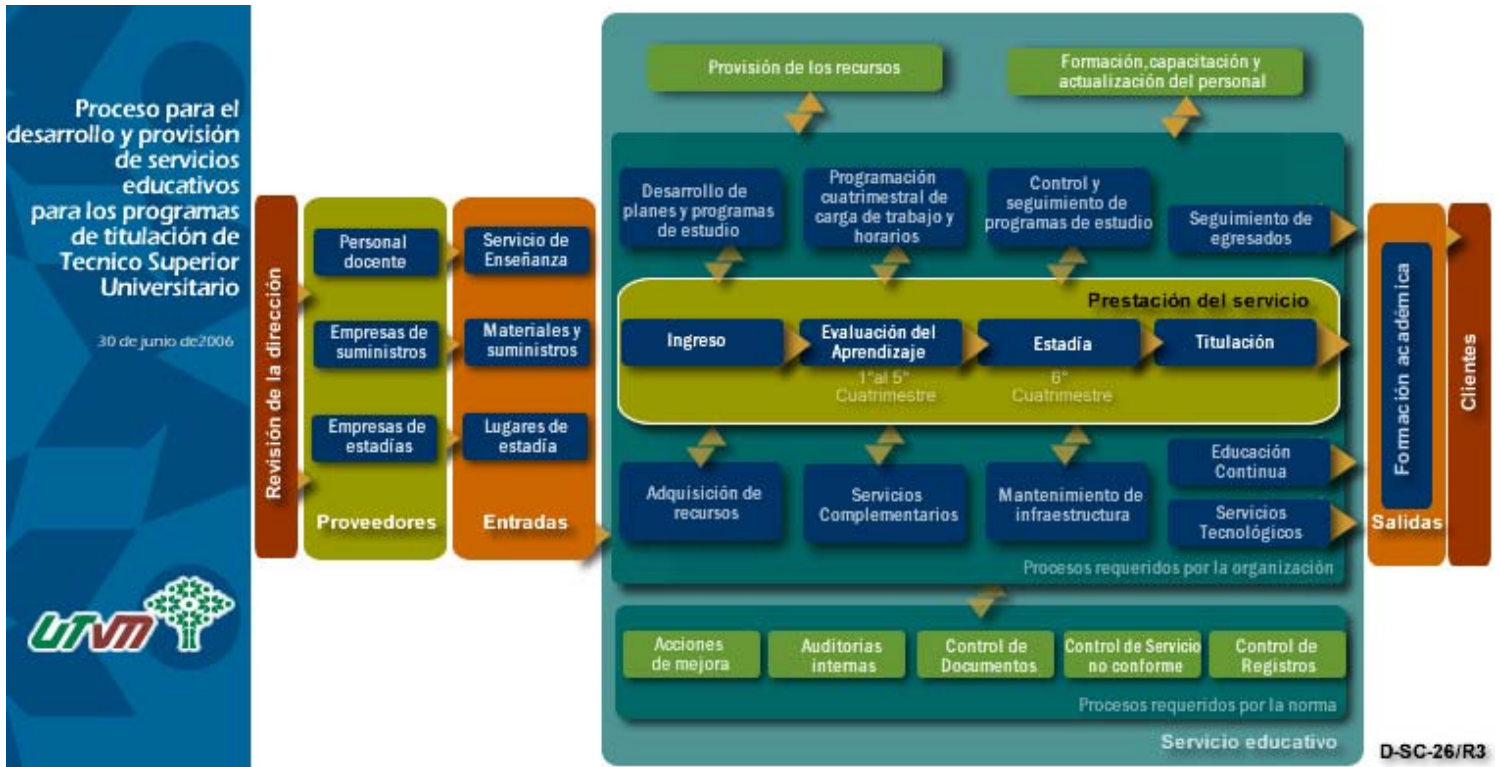 Proceso para el
desarrollo y provisión
de servicios
educativos
para los programas
de titulación de
Tecnico Superior
Universitario
30 de junio de2006
UTVM
Revisión de la dirección
Personal
docente
Empresas de
suministros
Empresas de
estadías
Proveedores
Servicio de
Enseñanza
Materiales y
suministros
Lugares de
estadía
Entradas
Provisión de los recursos
Formación,capacitación y
actualización del personal
Desarrollo de
planes y programas
de estudio
Programación
cuatrimestral de
carga de trabajo y
horarios
Control y
seguimiento de
programas de estudio
Seguimiento de
egresados
Prestación del servicio
Ingreso
Evaluación del
Aprendizaje
1°al 5°
Cuatrimestre
Estadía
6°
Cuatrimestre
Titulación
Adquisición de
recursos
Servicios
Complementarios
Mantenimiento de
infraestructura
Educación
Continua
Servicios
Tecnológicos
Procesos requeridos por la organización
Acciones
de mejora
Auditorias
internas
Control de
Documentos
Control de Servicio
no conforme
Control de
Registros
Procesos requeridos por la norma
Servicio educativo
Formación académica
Salidas
Clientes
D-SC-26/R3